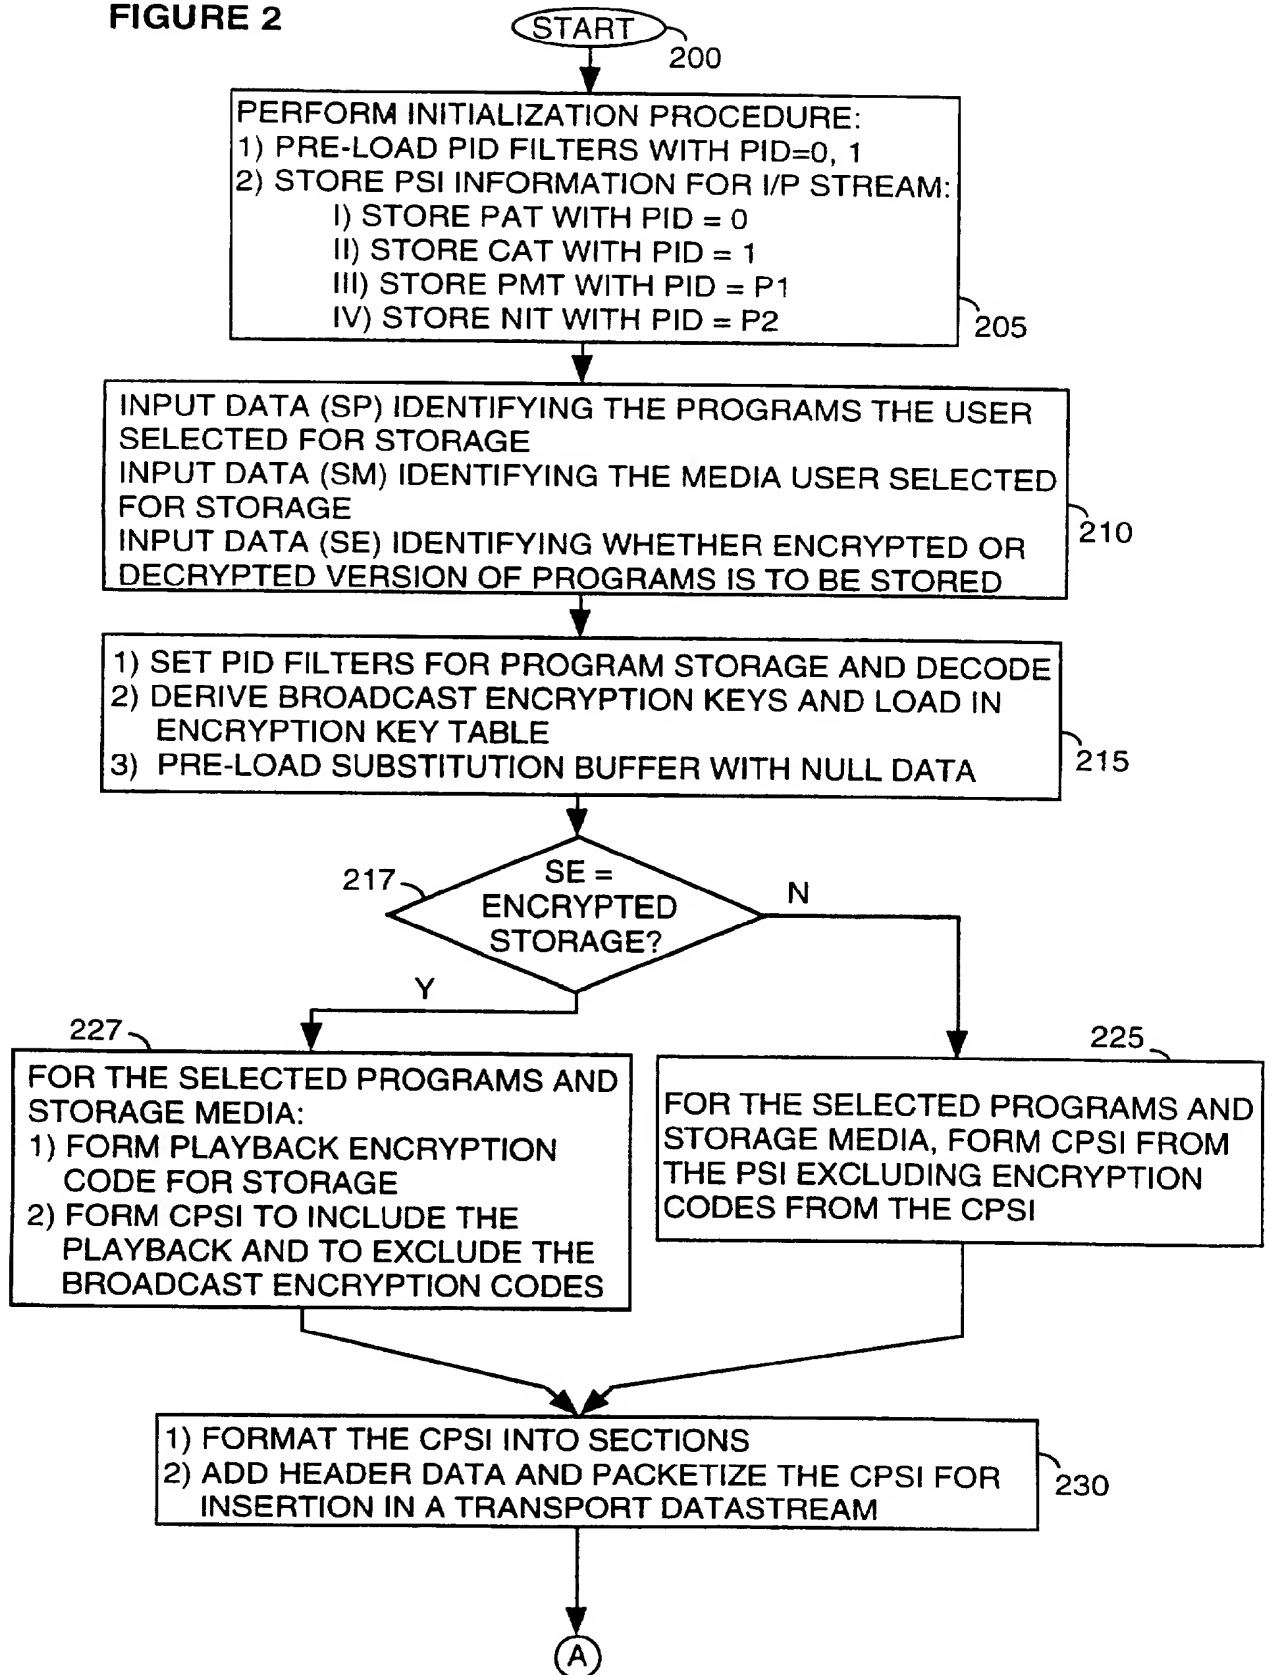 FIGURE 2
START
200
PERFORM INITIALIZATION PROCEDURE:
1) PRE-LOAD PID FILTERS WITH PID=0, 1
2) STORE PSI INFORMATION FOR I/P STREAM:
I) STORE PAT WITH PID = 0
II) STORE CAT WITH PID = 1
III) STORE PMT WITH PID = P1
IV) STORE NIT WITH PID = P2
205
INPUT DATA (SP) IDENTIFYING THE PROGRAMS THE USER
SELECTED FOR STORAGE
INPUT DATA (SM) IDENTIFYING THE MEDIA USER SELECTED
FOR STORAGE
INPUT DATA (SE) IDENTIFYING WHETHER ENCRYPTED OR
DECRYPTED VERSION OF PROGRAMS IS TO BE STORED
210
1) SET PID FILTERS FOR PROGRAM STORAGE AND DECODE
2) DERIVE BROADCAST ENCRYPTION KEYS AND LOAD IN
ENCRYPTION KEY TABLE
3) PRE-LOAD SUBSTITUTION BUFFER WITH NULL DATA
215
217
SE =
ENCRYPTED
STORAGE?
N
Y
227
FOR THE SELECTED PROGRAMS AND
STORAGE MEDIA:
1) FORM PLAYBACK ENCRYPTION
CODE FOR STORAGE
2) FORM CPSI TO INCLUDE THE
PLAYBACK AND TO EXCLUDE THE
BROADCAST ENCRYPTION CODES
225
FOR THE SELECTED PROGRAMS AND
STORAGE MEDIA, FORM CPSI FROM
THE PSI EXCLUDING ENCRYPTION
CODES FROM THE CPSI
1) FORMAT THE CPSI INTO SECTIONS
2) ADD HEADER DATA AND PACKETIZE THE CPSI FOR
INSERTION IN A TRANSPORT DATASTREAM
230
A